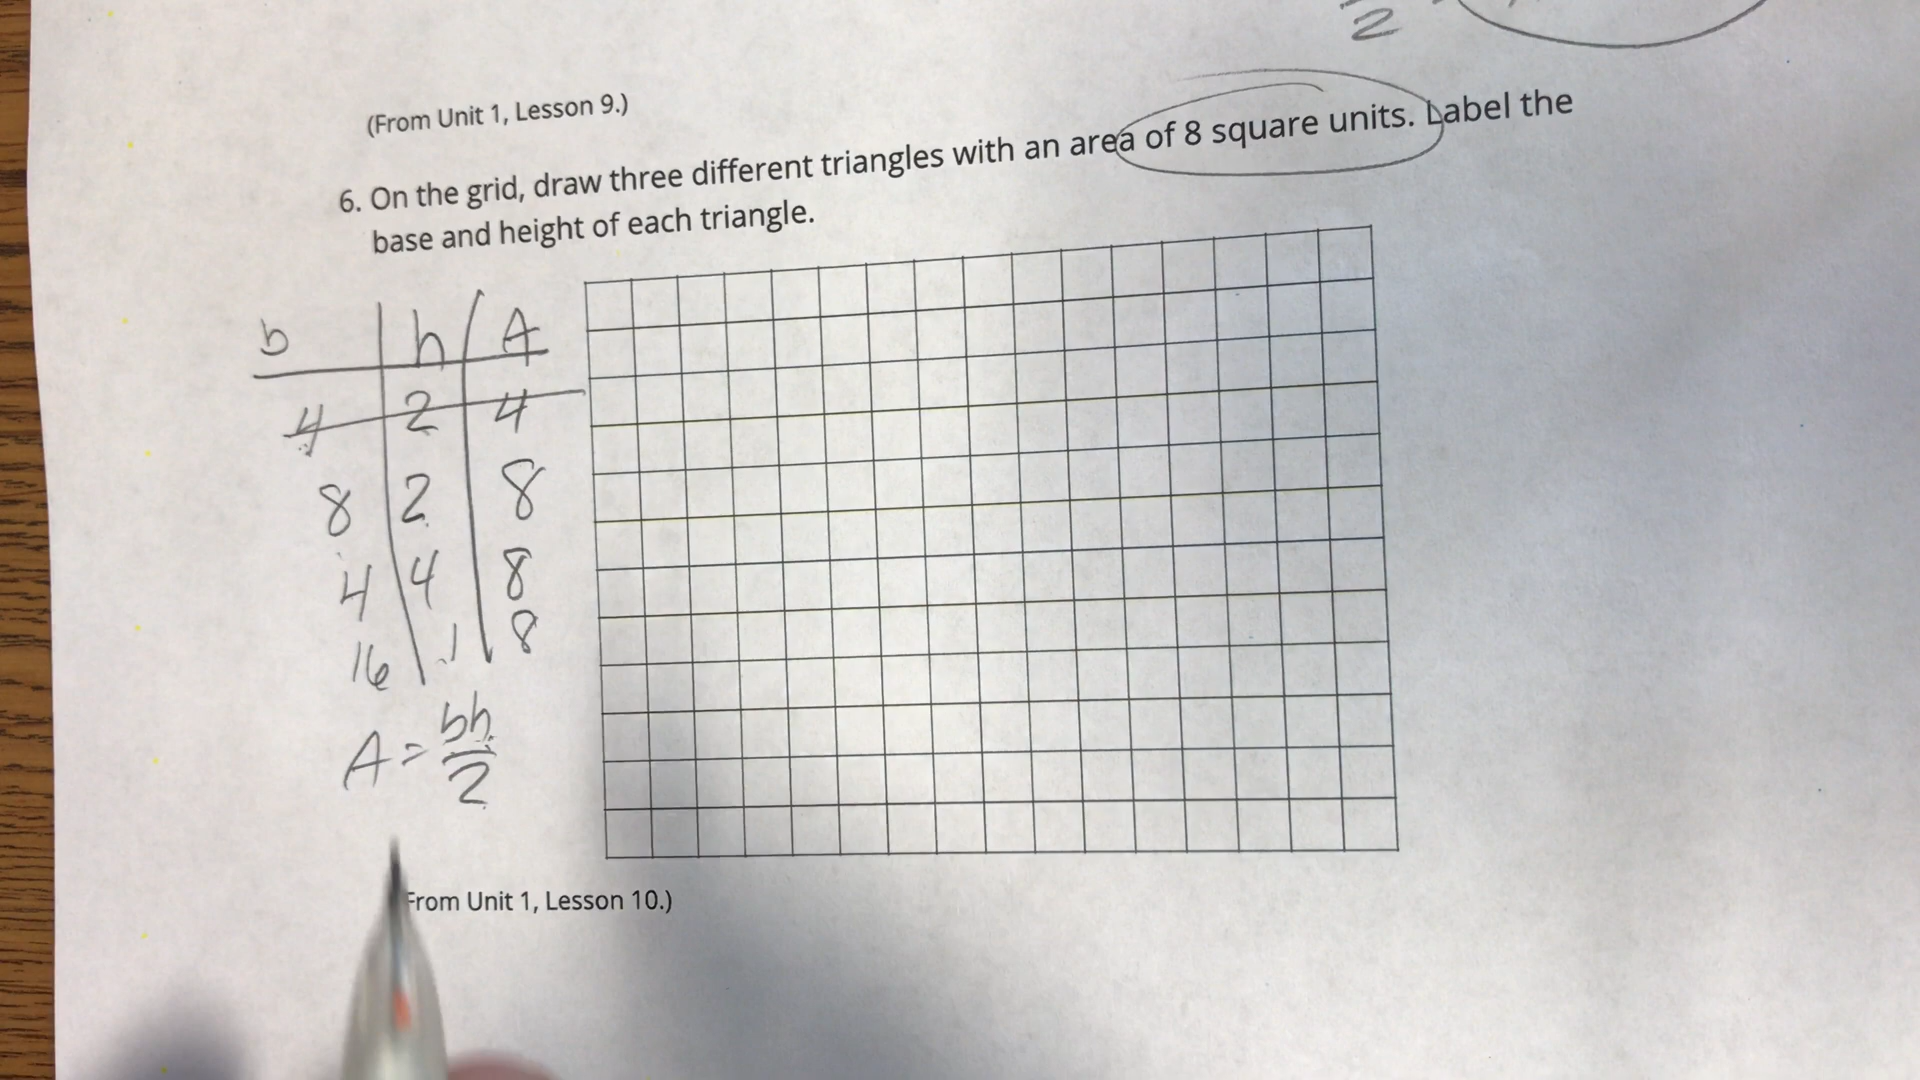 2
(From Unit 1, Lesson 9.)
6. On the grid, draw three different triangles with an area of 8 square units. Label the
base and height of each triangle.
b h A
4 2 4
8 2 8
4 4 8
16 1 8
A = bh
2
From Unit 1, Lesson 10.)